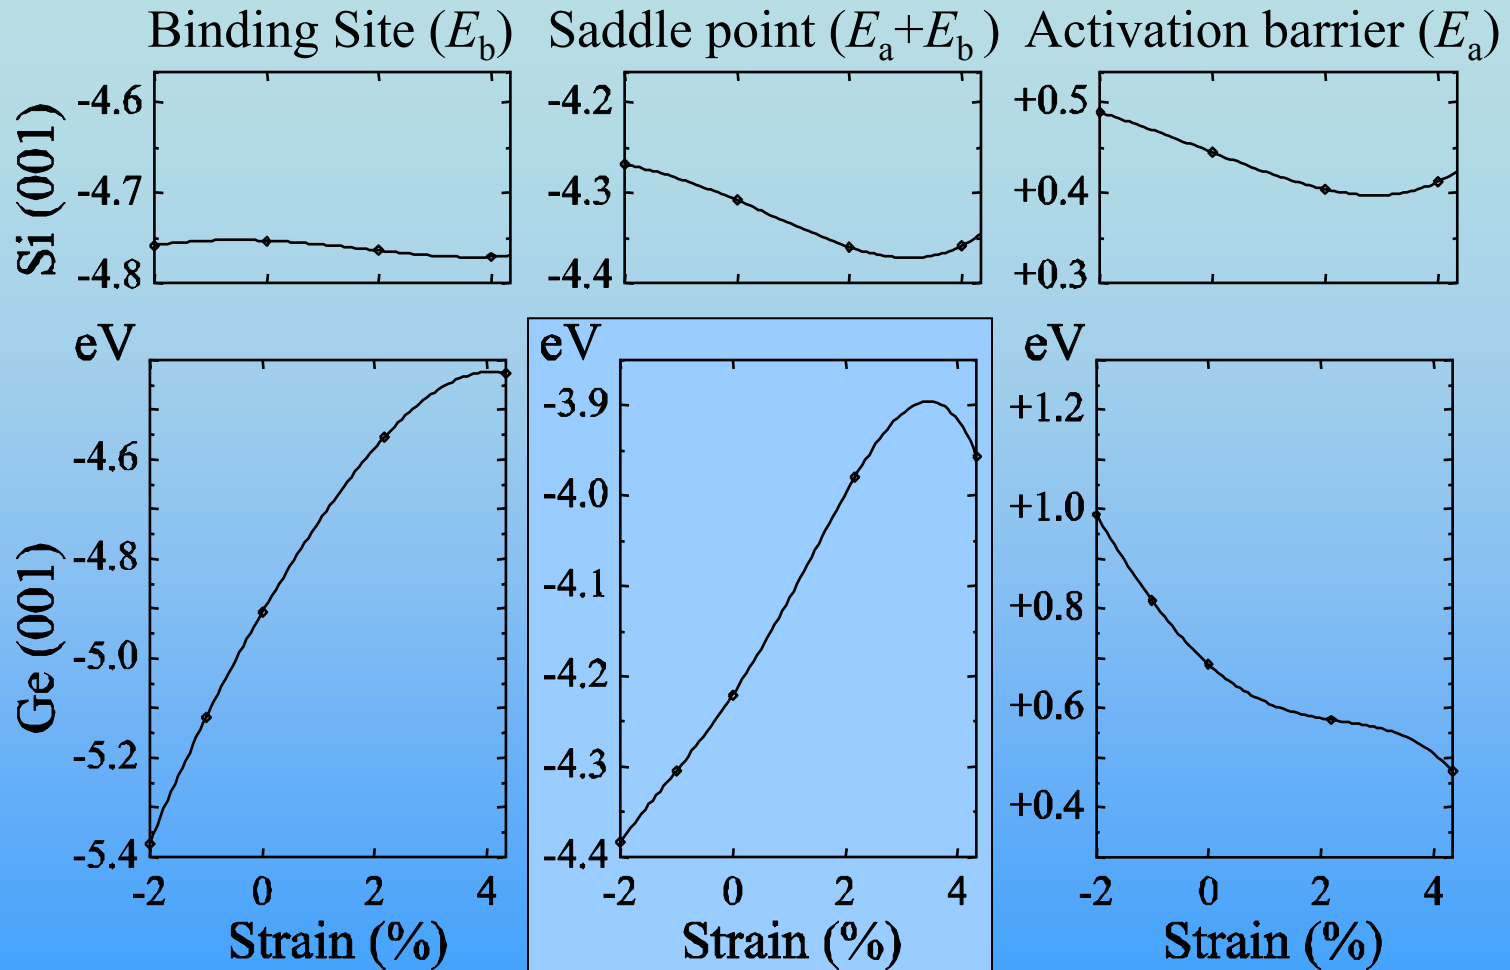 Binding Site (Eb)
Saddle point (Ea+Eb)
Activation barrier (Ea)
Si (001)
-4.6
-4.7
-4.8
-4.2
-4.3
-4.4
+0.5
+0.4
+0.3
Ge (001)
eV
-4.6
-4.8
-5.0
-5.2
-5.4
-2 0 2 4
Strain (%)
eV
-3.9
-4.0
-4.1
-4.2
-4.3
-4.4
-2 0 2 4
Strain (%)
eV
+1.2
+1.0
+0.8
+0.6
+0.4
-2 0 2 4
Strain (%)